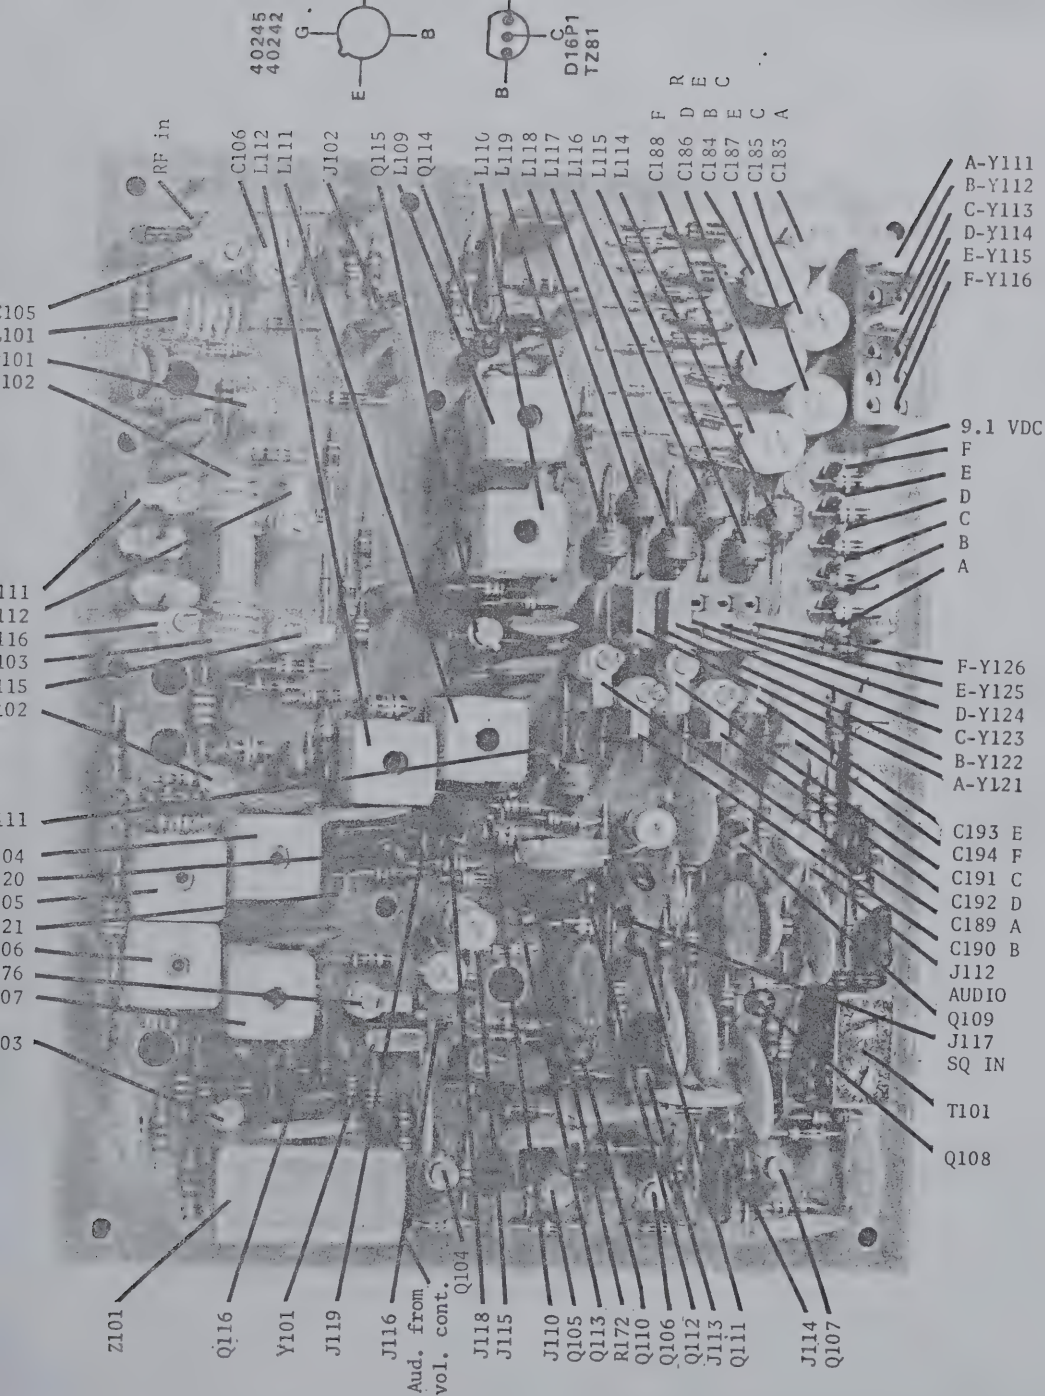 40245
40242
G
B
E
B
C
D16P1
TZ81
RF in
C106
L112
L111
J102
Q115
L109
Q114
L110
L119
L118
L117
L116
L115
L114
C188 F
C186 D
C184 B
C187 E
C185 C
C183 A
R
E
C
A-Y111
B-Y112
C-Y113
D-Y114
E-Y115
F-Y116
9.1 VDC
F
E
D
C
B
A
F-Y126
E-Y125
D-Y124
C-Y123
B-Y122
A-Y121
C193 E
C194 F
C191 C
C192 D
C189 A
C190 B
J112
AUDIO
Q109
J117
SQ IN
T101
Q108
C105
101
101
102
111
112
116
103
115
102
111
04
20
05
21
06
76
07
03
Z101
Q116
Y101
J119
J116
Aud. from
vol. cont.
Q104
J118
J115
J110
Q105
Q113
R172
Q110
Q106
Q112
J113
Q111
J114
Q107